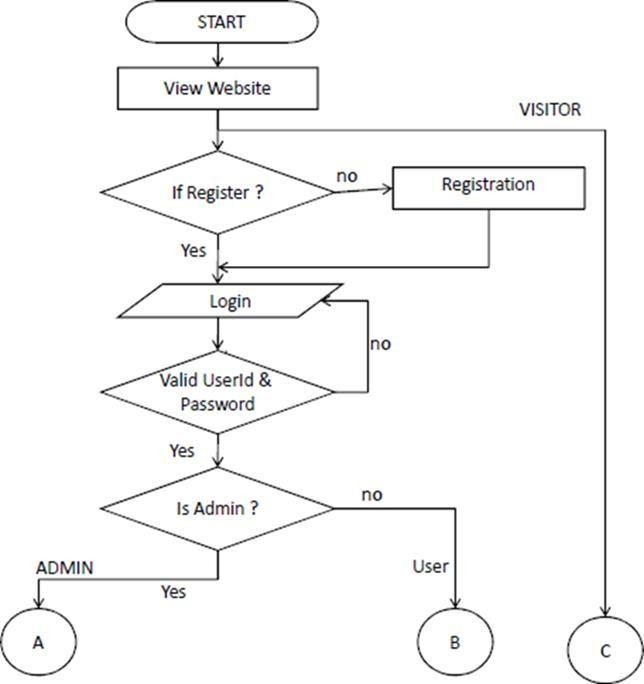 START
View Website
VISITOR
If Register ?
no
Registration
Yes
Login
no
Valid UserId &
Password
Yes
Is Admin ?
no
ADMIN
Yes
User
A
B
C